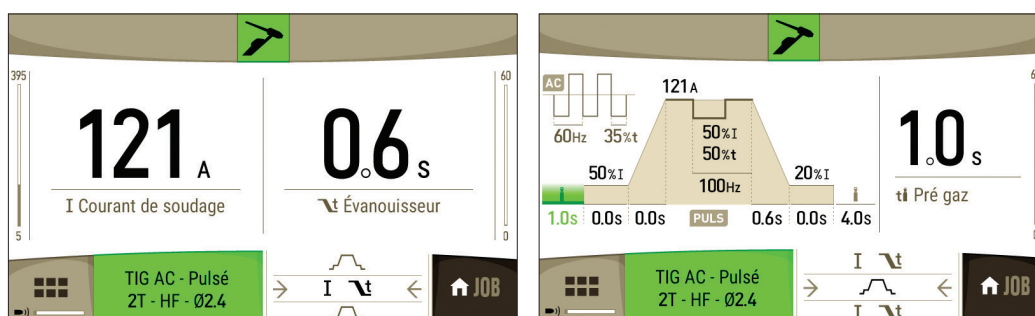 395
60
121 A
0.6 s
I Courant de soudage
t Évanouisseur
5
0
TIG AC - Pulsé
2T - HF - Ø2.4
I t
JOB
AC
60Hz 35%t
121 A
50%I
50%t
100Hz
50%I
20%I
1.0s 0.0s 0.0s PULS 0.6s 0.0s 4.0s
1.0 s
t Pré gaz
TIG AC - Pulsé
2T - HF - Ø2.4
I t
I t
JOB